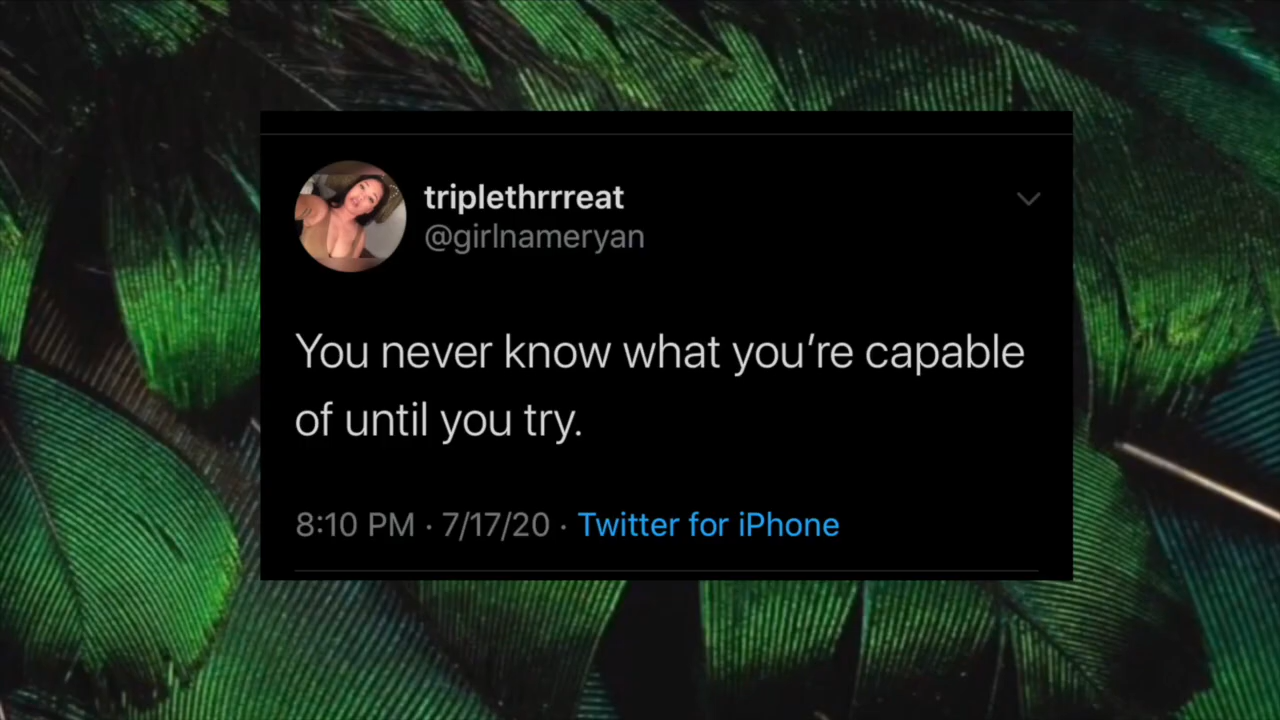 triplethrrreat
@girlnameryan
You never know what you’re capable
of until you try.
8:10 PM · 7/17/20 · Twitter for iPhone